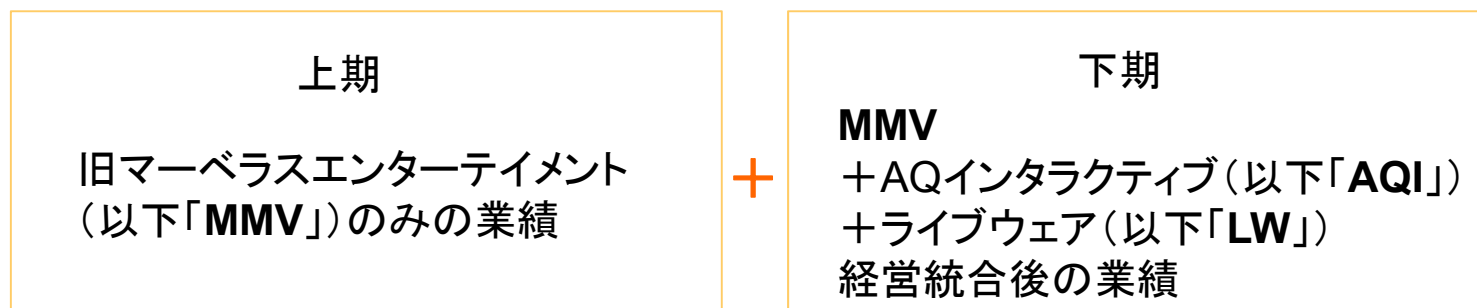 上期
旧マーベラスエンターテイメント
（以下「MMV」）のみの業績
＋
下期
MMV
＋AQインタラクティブ（以下「AQI」）
＋ライブウェア（以下「LW」）
経営統合後の業績